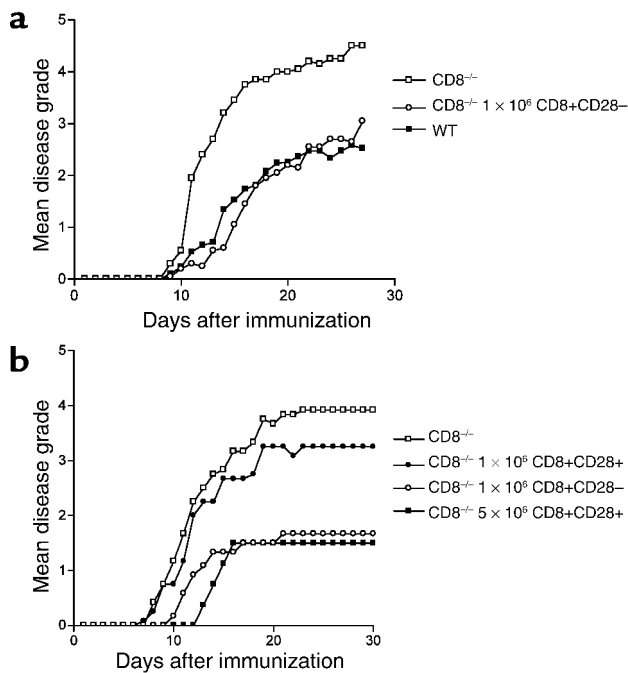 a
5
4
3
2
1
0
Mean disease grade
0
10
20
30
Days after immunization
CD8⁻/⁻
CD8⁻/⁻ 1 × 10⁶ CD8+CD28–
WT
b
5
4
3
2
1
0
Mean disease grade
0
10
20
30
Days after immunization
CD8⁻/⁻
CD8⁻/⁻ 1 × 10⁶ CD8+CD28+
CD8⁻/⁻ 1 × 10⁶ CD8+CD28–
CD8⁻/⁻ 5 × 10⁶ CD8+CD28+